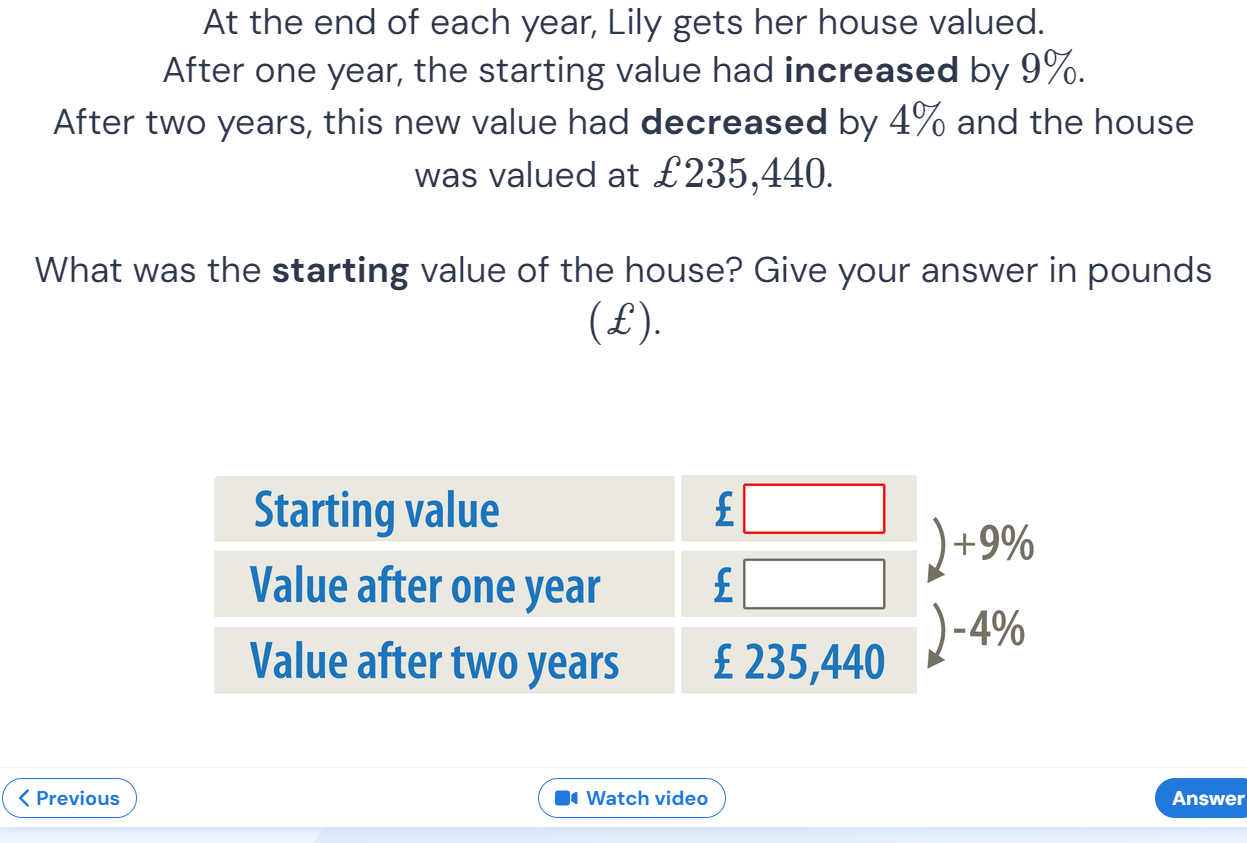 At the end of each year, Lily gets her house valued.
After one year, the starting value had increased by 9%.
After two years, this new value had decreased by 4% and the house
was valued at £235,440.
What was the starting value of the house? Give your answer in pounds
(£).
Starting value £
+9%
Value after one year £
-4%
Value after two years £ 235,440
Previous Watch video Answer